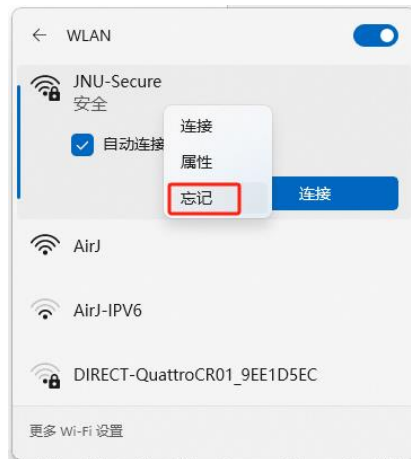 WLAN
JNU-Secure
安全
自动连接
连接
属性
忘记
连接
AirJ
AirJ-IPV6
DIRECT-QuattroCR01_9EE1D5EC
更多 Wi-Fi 设置